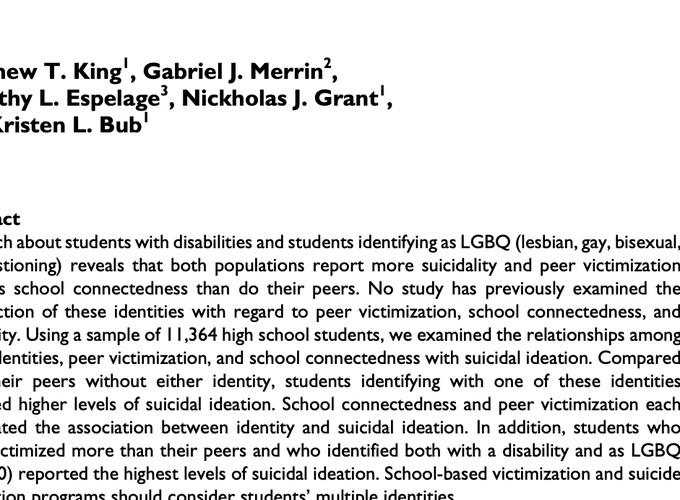 new T. King1, Gabriel J. Merrin2,
thy L. Espelage3, Nickholas J. Grant1,
Kristen L. Bub1
act
ch about students with disabilities and students identifying as LGBQ (lesbian, gay, bisexual,
stioning) reveals that both populations report more suicidality and peer victimization
s school connectedness than do their peers. No study has previously examined the
ction of these identities with regard to peer victimization, school connectedness, and
ity. Using a sample of 11,364 high school students, we examined the relationships among
dentities, peer victimization, and school connectedness with suicidal ideation. Compared
eir peers without either identity, students identifying with one of these identities
ed higher levels of suicidal ideation. School connectedness and peer victimization each
ated the association between identity and suicidal ideation. In addition, students who
ctimized more than their peers and who identified both with a disability and as LGBQ
0) reported the highest levels of suicidal ideation. School-based victimization and suicide
tion programs should consider students' multiple identities.